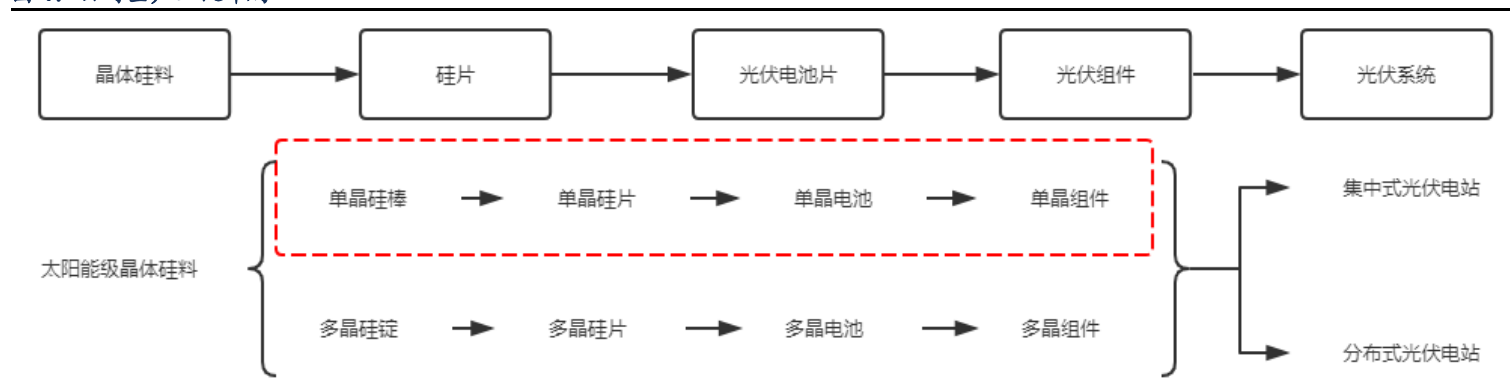 晶体硅料
硅片
光伏电池片
光伏组件
光伏系统
单晶硅棒
单晶硅片
单晶电池
单晶组件
集中式光伏电站
太阳能级晶体硅料
多晶硅锭
多晶硅片
多晶电池
多晶组件
分布式光伏电站